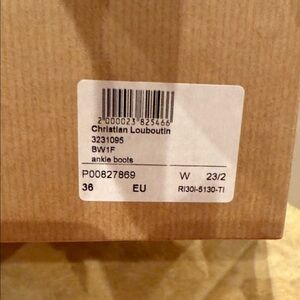 2 000023 825466
Christian Louboutin
3231095
BW1F
ankle boots
P00827869 W 23/2
36 EU RI30I-5130-TI